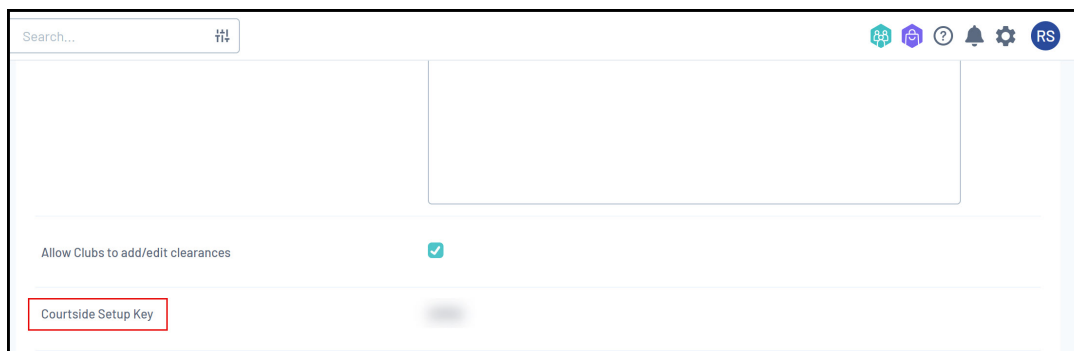 Search...
RS
Allow Clubs to add/edit clearances
Courtside Setup Key